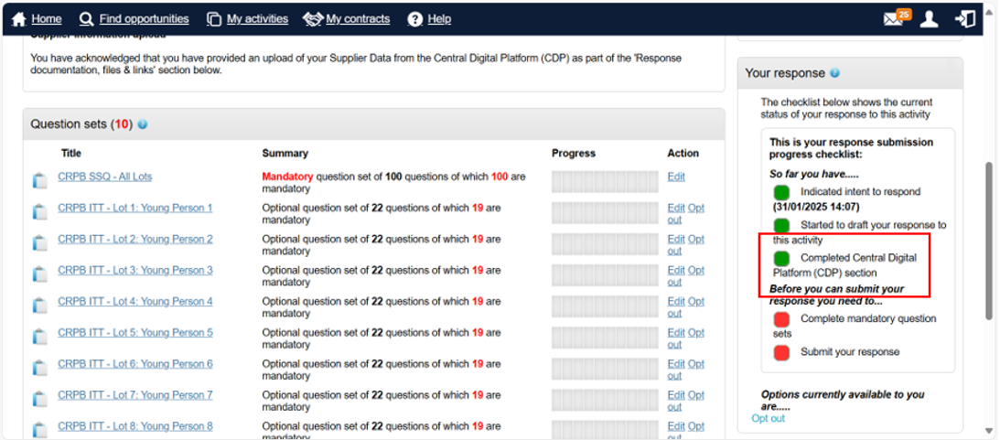 Home Find opportunities My activities My contracts Help 25
Supplier information upload
You have acknowledged that you have provided an upload of your Supplier Data from the Central Digital Platform (CDP) as part of the 'Response
documentation, files & links' section below.
Question sets (10)
Title Summary Progress Action
CRPB SSQ - All Lots Mandatory question set of 100 questions of which 100 are Edit
mandatory
CRPB ITT - Lot 1: Young Person 1 Optional question set of 22 questions of which 19 are Edit Opt
mandatory out
CRPB ITT - Lot 2: Young Person 2 Optional question set of 22 questions of which 19 are Edit Opt
mandatory out
CRPB ITT - Lot 3: Young Person 3 Optional question set of 22 questions of which 19 are Edit Opt
mandatory out
CRPB ITT - Lot 4: Young Person 4 Optional question set of 22 questions of which 19 are Edit Opt
mandatory out
CRPB ITT - Lot 5: Young Person 5 Optional question set of 22 questions of which 19 are Edit Opt
mandatory out
CRPB ITT - Lot 6: Young Person 6 Optional question set of 22 questions of which 19 are Edit Opt
mandatory out
CRPB ITT - Lot 7: Young Person 7 Optional question set of 22 questions of which 19 are Edit Opt
mandatory out
CRPB ITT - Lot 8: Young Person 8 Optional question set of 22 questions of which 19 are Edit Opt
mandatory out
Your response
The checklist below shows the current
status of your response to this activity
This is your response submission
progress checklist:
So far you have.....
Indicated intent to respond
(31/01/2025 14:07)
Started to draft your response to
this activity
Completed Central Digital
Platform (CDP) section
Before you can submit your
response you need to...
Complete mandatory question
sets
Submit your response
Options currently available to you
are.....
Opt out